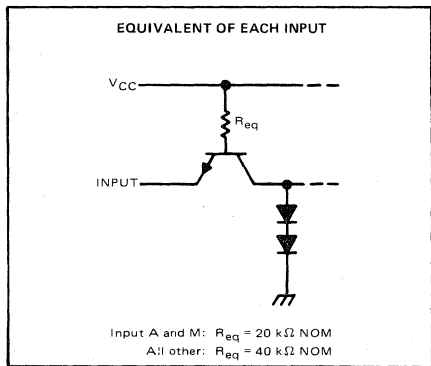 EQUIVALENT OF EACH INPUT
VCC
Req
INPUT
Input A and M: Req = 20 kΩ NOM
All other: Req = 40 kΩ NOM